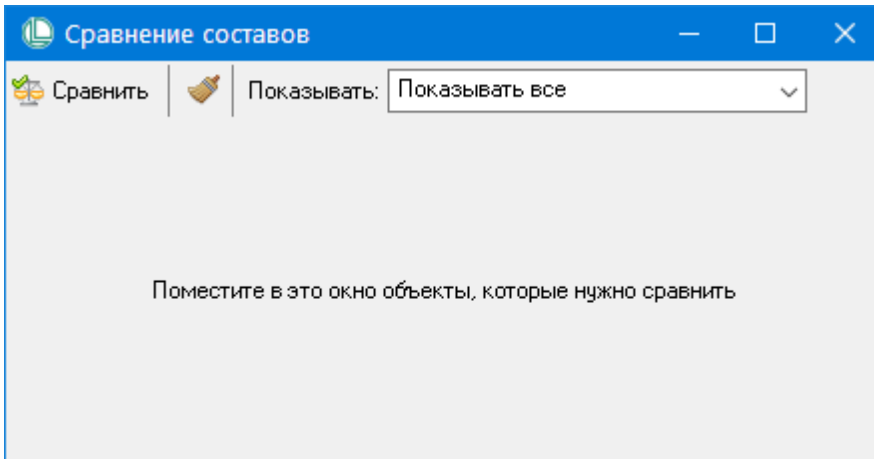 Сравнение составов
Сравнить Показывать: Показывать все
Поместите в это окно объекты, которые нужно сравнить